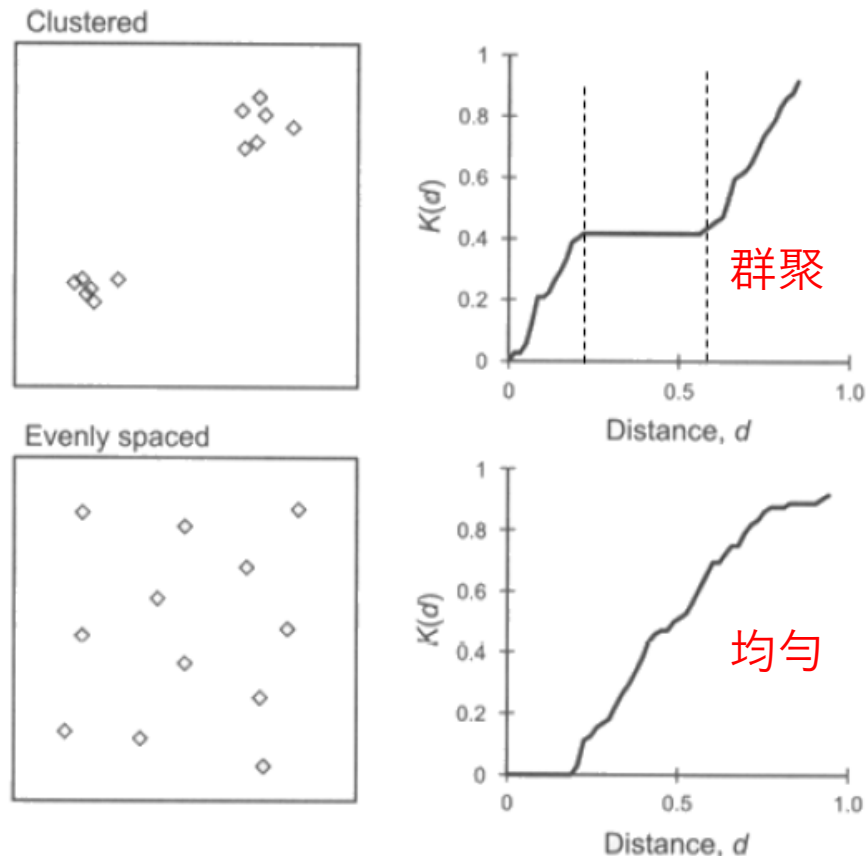 Clustered
1
0.8
0.6
0.4
0.2
0
K(d)
群聚
0
0.5
1.0
Distance, d
Evenly spaced
1
0.8
0.6
0.4
0.2
0
K(d)
均勻
0
0.5
1.0
Distance, d